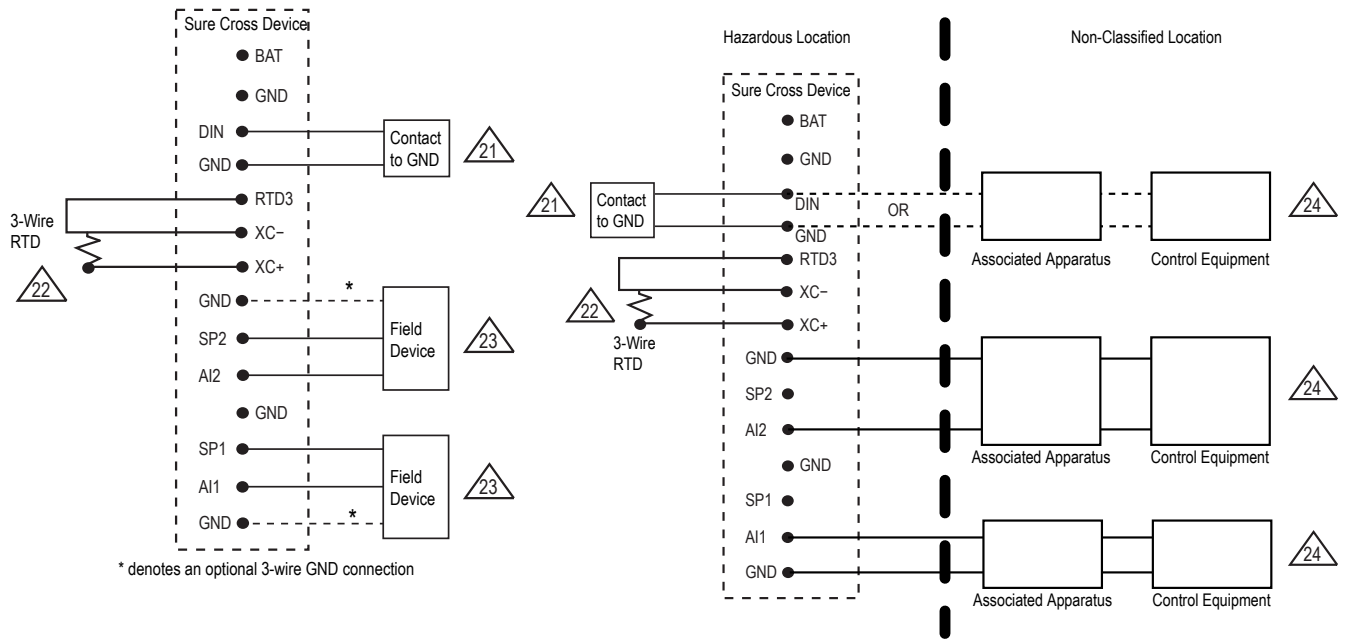 Sure Cross Device
BAT
GND
DIN
GND
RTD3
XC−
XC+
GND
SP2
AI2
GND
SP1
AI1
GND
3-Wire
RTD
22
Contact
to GND
21
*
Field
Device
23
Field
Device
23
*
* denotes an optional 3-wire GND connection
Hazardous Location
Non-Classified Location
Sure Cross Device
BAT
GND
DIN
GND
RTD3
XC−
XC+
GND
SP2
AI2
GND
SP1
AI1
GND
21
Contact
to GND
22
3-Wire
RTD
OR
Associated Apparatus
Control Equipment
24
Associated Apparatus
Control Equipment
24
Associated Apparatus
Control Equipment
24